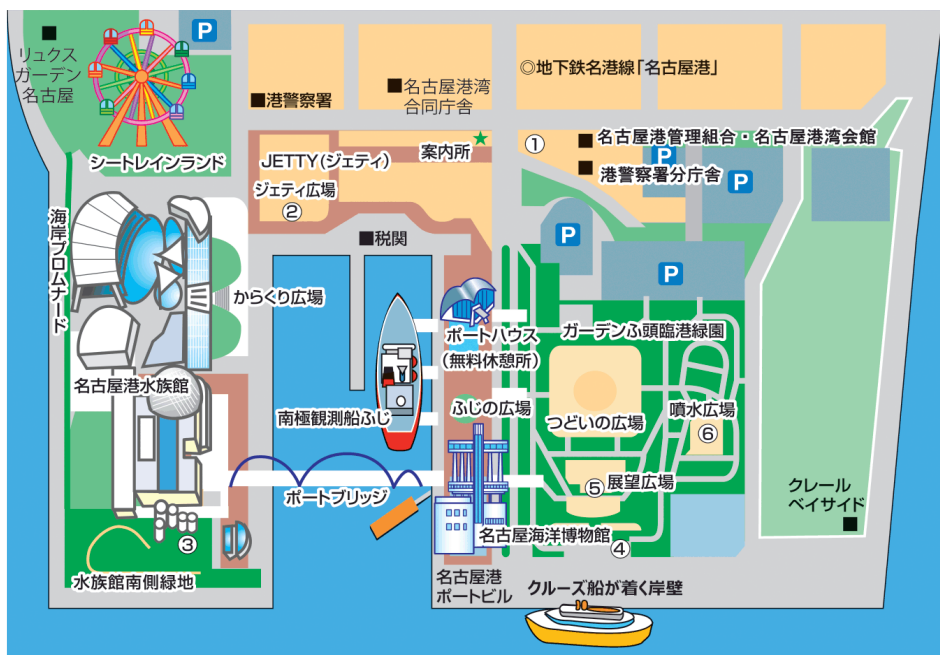 リュクス
ガーデン
名古屋
P
シートレインランド
■港警察署
■名古屋港湾
合同庁舎
◎地下鉄名港線「名古屋港」
案内所
①
名古屋港管理組合・名古屋港湾会館
港警察署分庁舎
P
P
JETTY(ジェティ)
ジェティ広場
②
■税関
P
P
海岸プロムナード
からくり広場
ポートハウス
(無料休憩所)
ガーデンふ頭臨港緑園
名古屋港水族館
南極観測船ふじ
ふじの広場
つどいの広場
噴水広場
⑥
ポートブリッジ
⑤
展望広場
クレール
ベイサイド
③
名古屋海洋博物館
④
水族館南側緑地
名古屋港
ポートビル
クルーズ船が着く岸壁
P